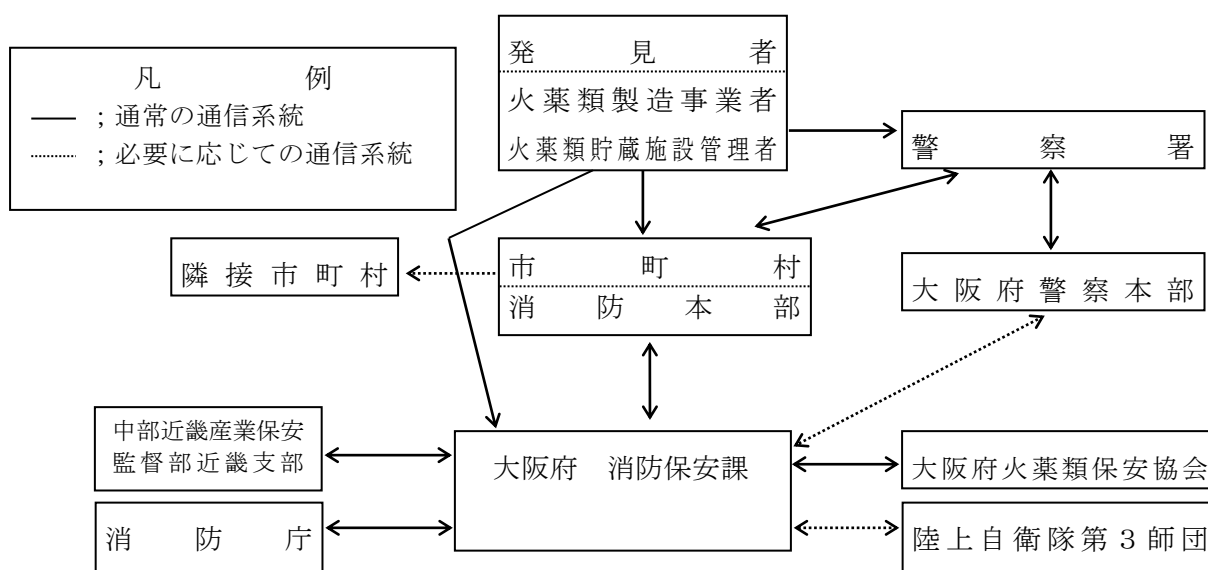 発見者
火薬類製造事業者
火薬類貯蔵施設管理者
凡例
；通常の通信系統
；必要に応じての通信系統
警察署
隣接市町村
市町村
消防本部
大阪府警察本部
中部近畿産業保安
監督部近畿支部
大阪府　消防保安課
大阪府火薬類保安協会
消防庁
陸上自衛隊第３師団